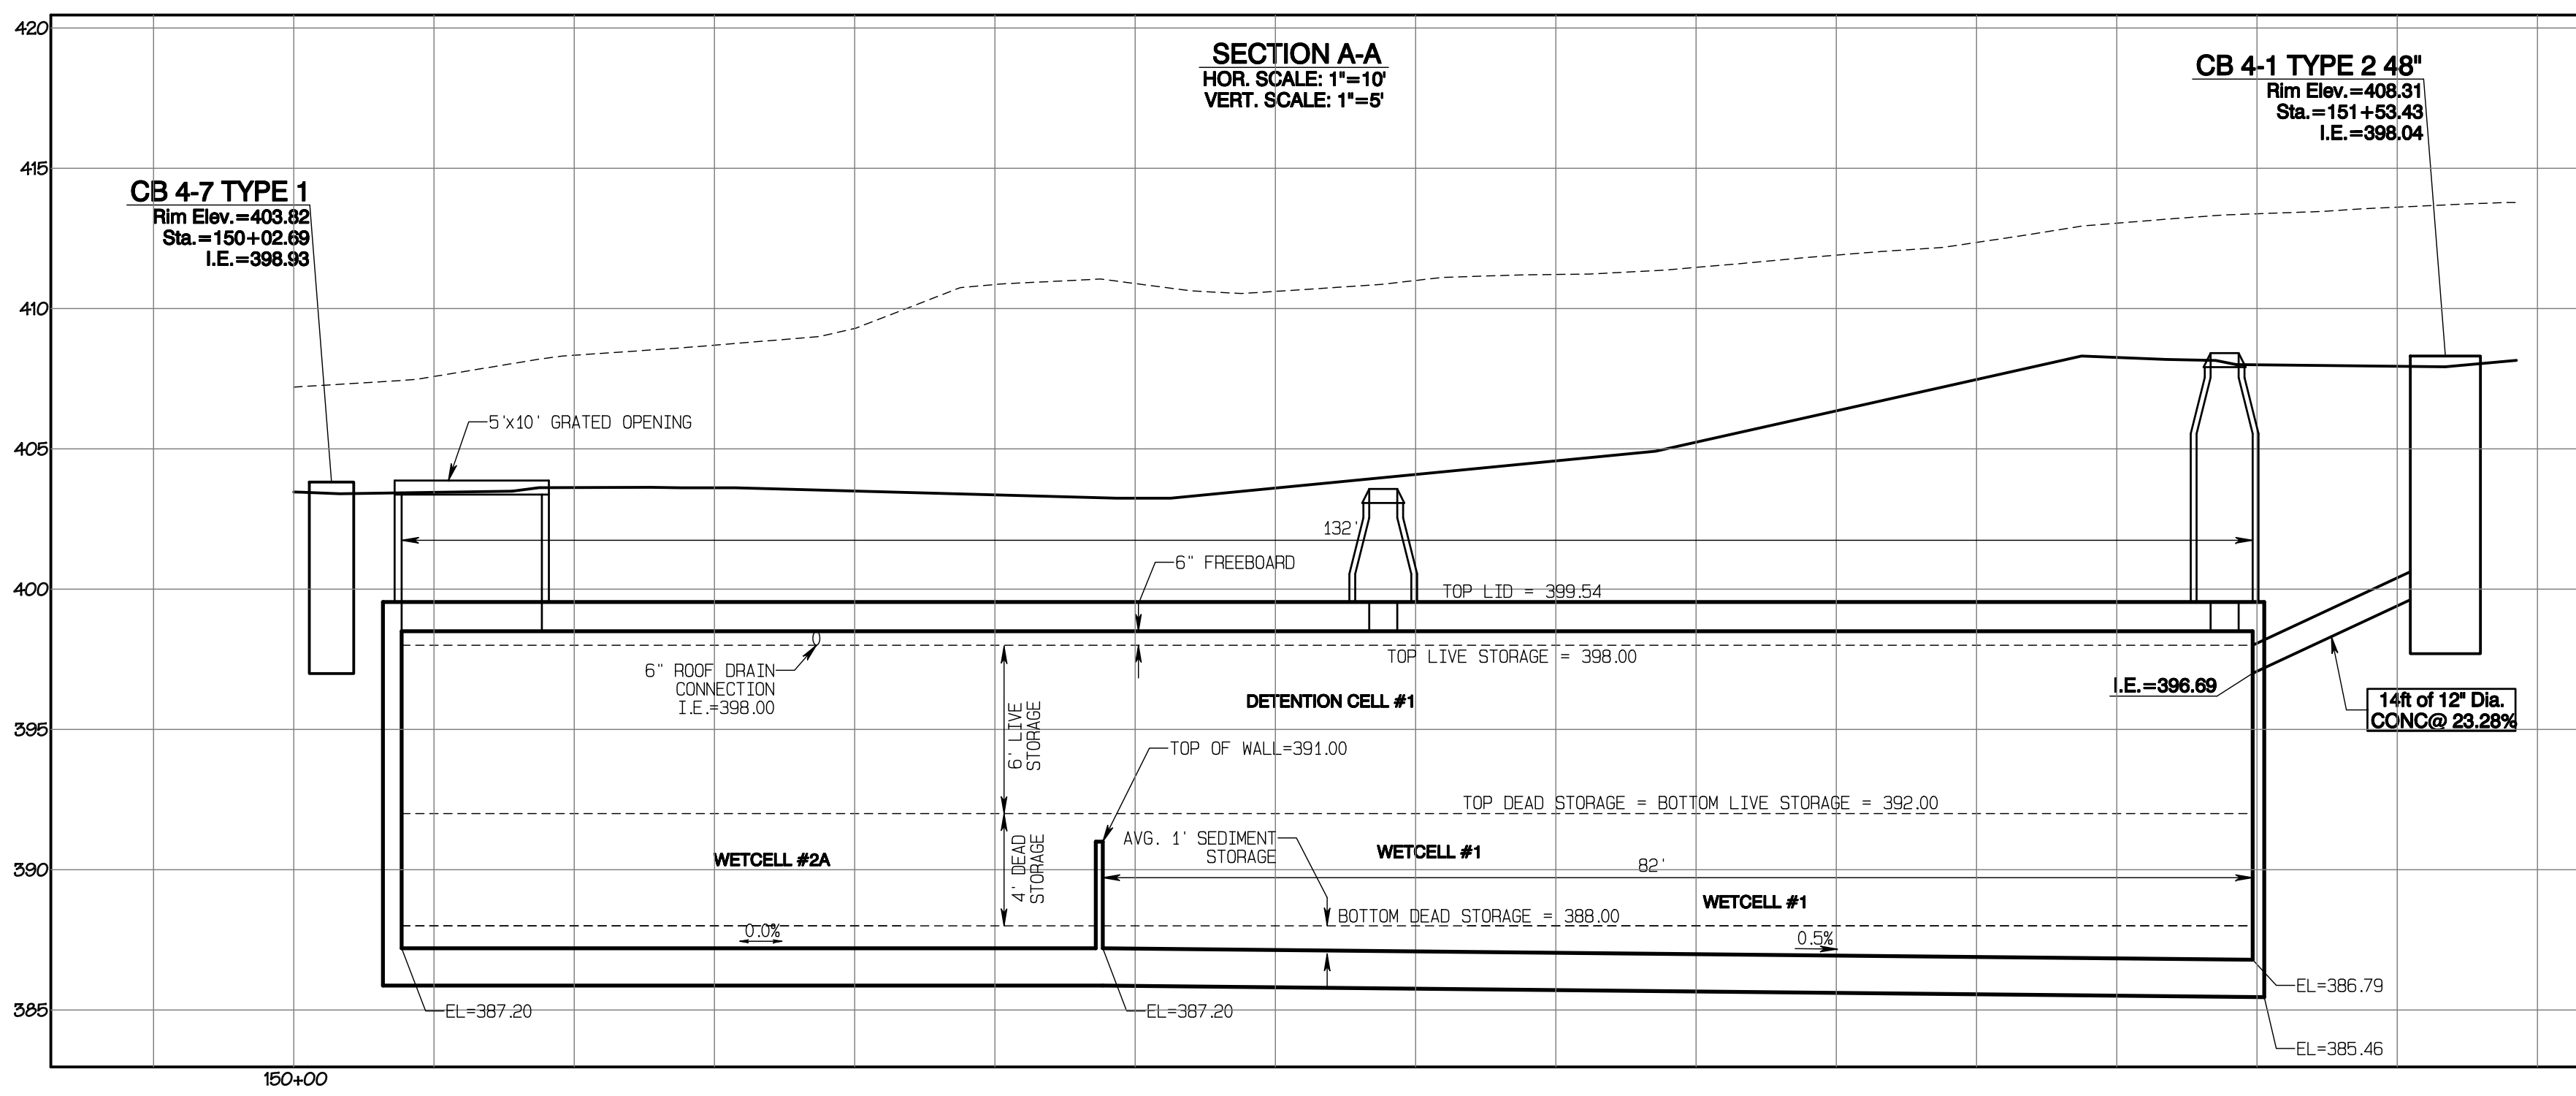 420
SECTION A-A
HOR. SCALE: 1"=10'
VERT. SCALE: 1"=5'
CB 4-1 TYPE 2 48"
Rim Elev.=408.31
Sta.=151+53.43
I.E.=398.04
415
CB 4-7 TYPE 1
Rim Elev.=403.82
Sta.=150+02.69
I.E.=398.93
410
5'x10' GRATED OPENING
405
132'
6" FREEBOARD
400
TOP LID = 399.54
6" ROOF DRAIN
CONNECTION
I.E.=398.00
TOP LIVE STORAGE = 398.00
DETENTION CELL #1
I.E.=396.69
14ft of 12" Dia.
CONC@ 23.28%
395
6' LIVE
STORAGE
TOP OF WALL=391.00
TOP DEAD STORAGE = BOTTOM LIVE STORAGE = 392.00
4' DEAD
STORAGE
AVG. 1' SEDIMENT
STORAGE
WETCELL #2A
WETCELL #1
82'
390
WETCELL #1
BOTTOM DEAD STORAGE = 388.00
0.0%
0.5%
385
EL=387.20
EL=387.20
EL=386.79
EL=385.46
150+00